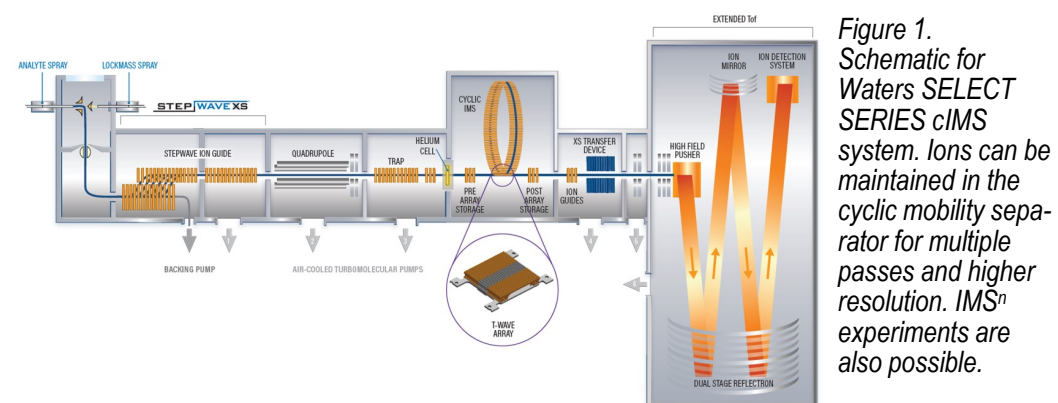 EXTENDED Tof
ANALYTE SPRAY
LOCKMASS SPRAY
STEPWAVE XS
STEPWAVE ION GUIDE
QUADRUPOLE
TRAP
HELIUM
CELL
CYCLIC
IMS
PRE
ARRAY
STORAGE
POST
ARRAY
STORAGE
ION
GUIDES
XS TRANSFER
DEVICE
HIGH FIELD
PUSHER
ION
MIRROR
ION DETECTION
SYSTEM
BACKING PUMP
AIR-COOLED TURBOMOLECULAR PUMPS
T-WAVE
ARRAY
DUAL STAGE REFLECTRON
Figure 1.
Schematic for
Waters SELECT
SERIES cIMS
system. Ions can be
maintained in the
cyclic mobility sepa-
rator for multiple
passes and higher
resolution. IMSⁿ
experiments are
also possible.